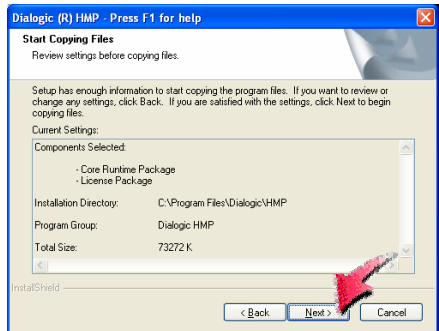 Dialogic (R) HMP - Press F1 for help
Start Copying Files
Review settings before copying files.
Setup has enough information to start copying the program files. If you want to review or
change any settings, click Back. If you are satisfied with the settings, click Next to begin
copying files.
Current Settings:
Components Selected:
- Core Runtime Package
- License Package
Installation Directory: C:\Program Files\Dialogic\HMP
Program Group: Dialogic HMP
Total Size: 73272 K
InstallShield
< Back Next > Cancel